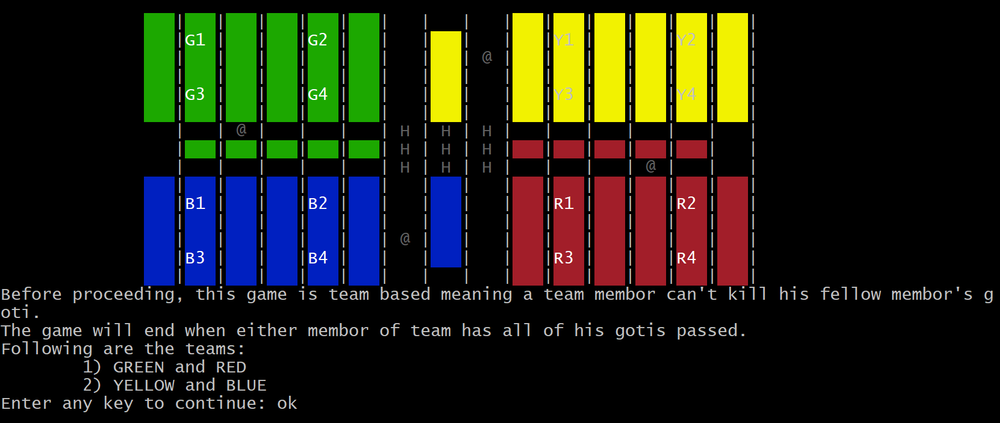 G1 G2 Y1 Y2
@
G3 G4 Y3 Y4
@ H H H
H H H
H H H @
B1 B2 R1 R2
@
B3 B4 R3 R4
Before proceeding, this game is team based meaning a team membor can't kill his fellow membor's g
oti.
The game will end when either membor of team has all of his gotis passed.
Following are the teams:
1) GREEN and RED
2) YELLOW and BLUE
Enter any key to continue: ok